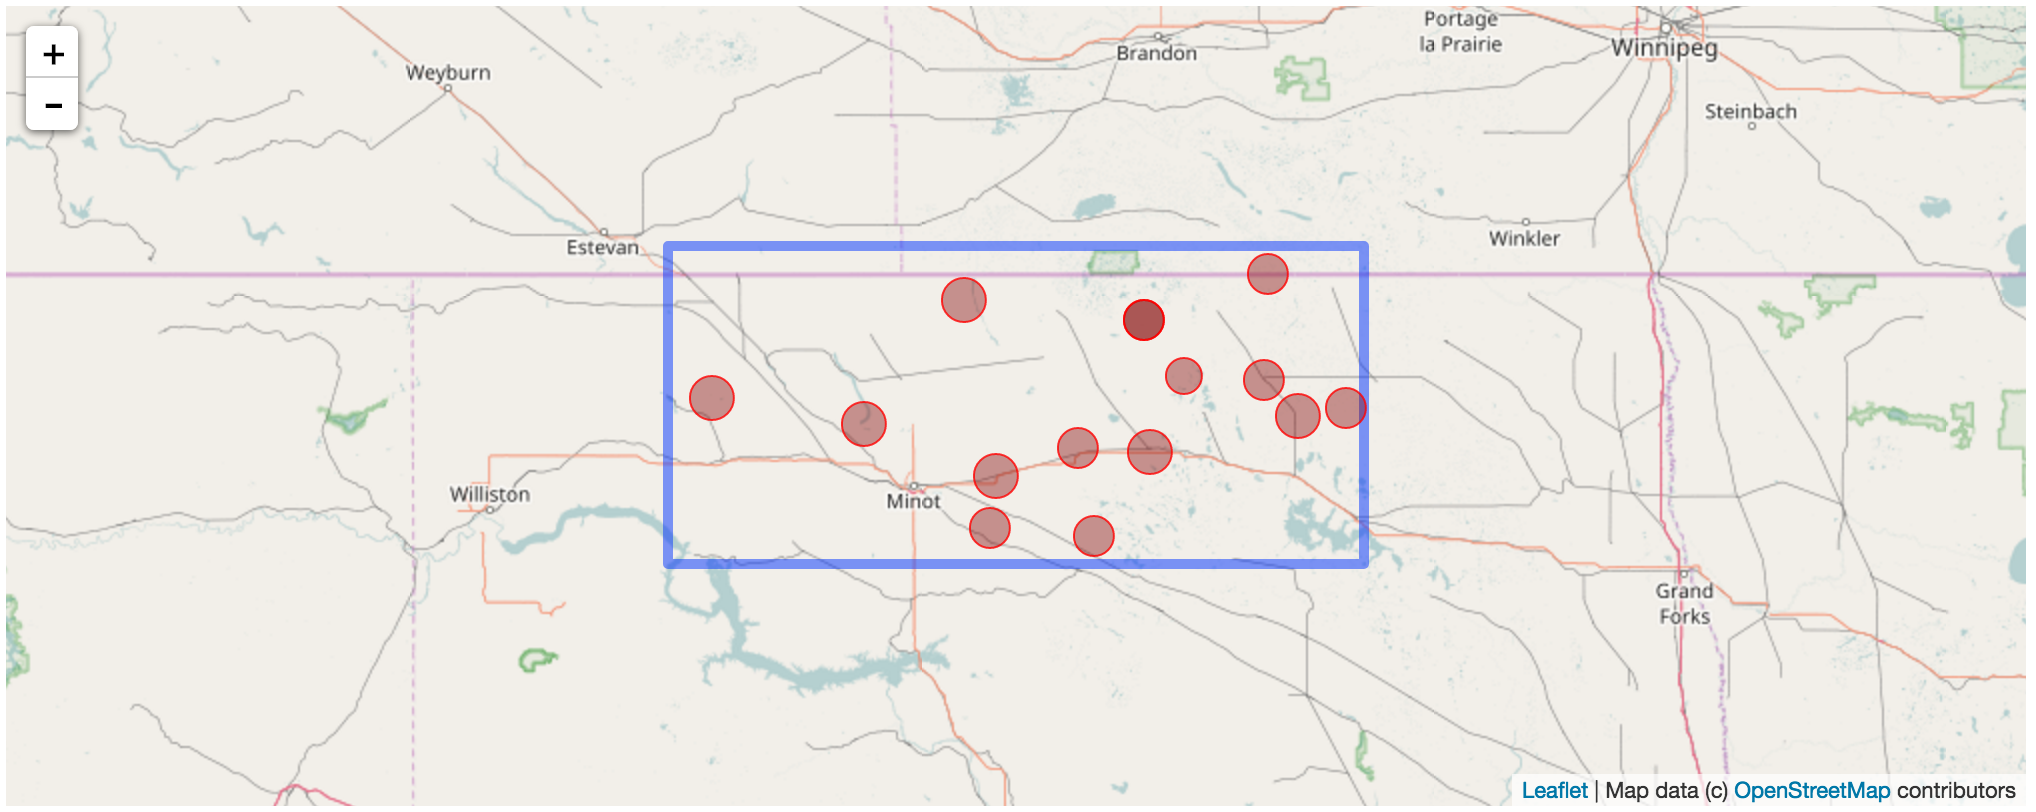 +
-
Portage
la Prairie
Brandon
Winnipeg
Weyburn
Steinbach
Estevan
Winkler
Williston
Minot
Grand
Forks
Leaflet | Map data (c) OpenStreetMap contributors